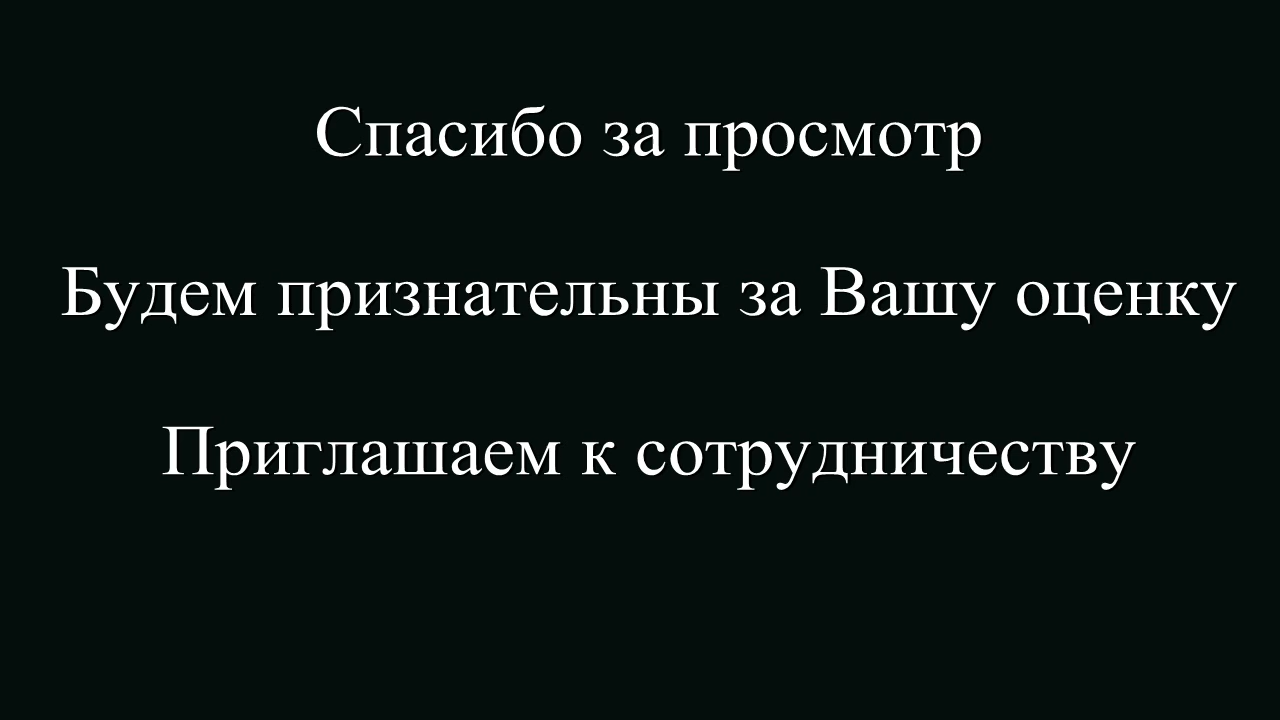 Спасибо за просмотр
Будем признательны за Вашу оценку
Приглашаем к сотрудничеству